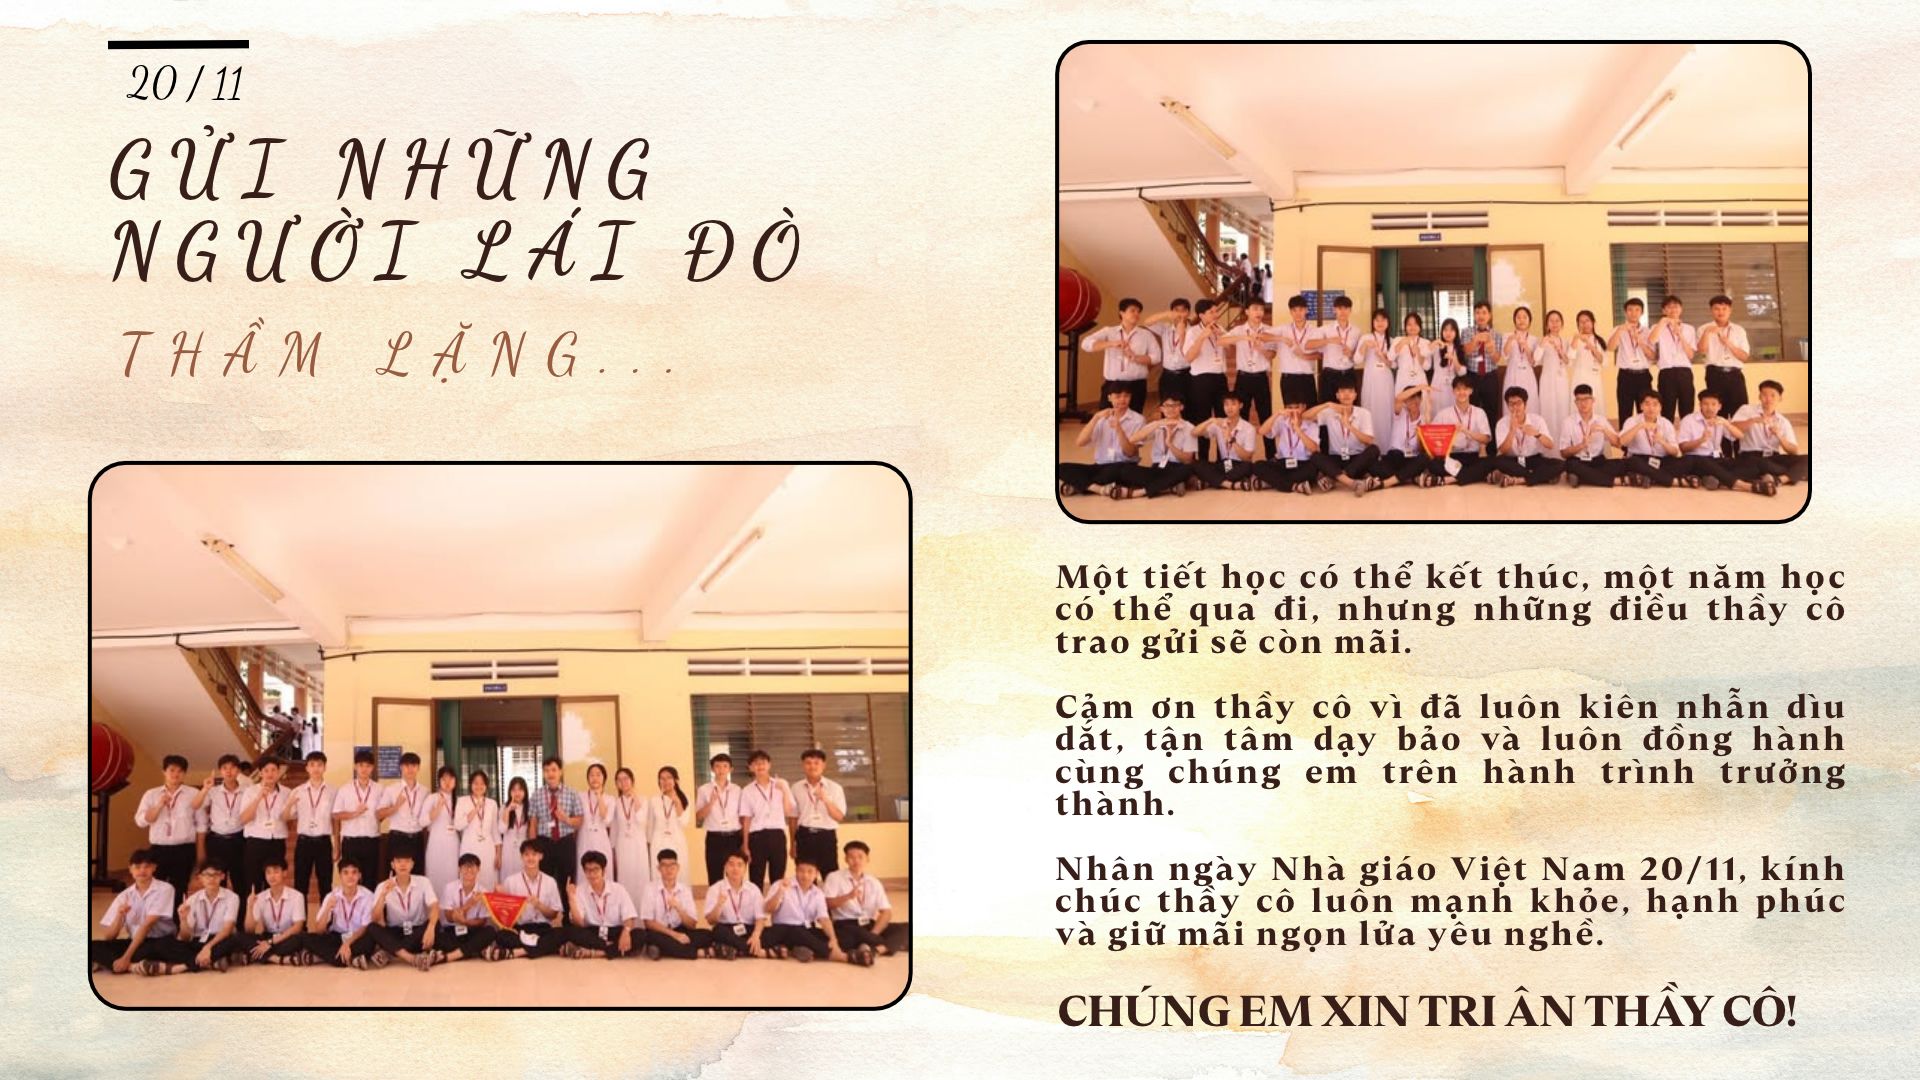 20/11
GỬI NHỮNG
NGƯỜI LÁI ĐÒ
THẦM LẶNG...
Một tiết học có thể kết thúc, một năm học
có thể qua đi, nhưng những điều thầy cô
trao gửi sẽ còn mãi.
Cảm ơn thầy cô vì đã luôn kiên nhẫn dìu
dắt, tận tâm dạy bảo và luôn đồng hành
cùng chúng em trên hành trình trưởng
thành.
Nhân ngày Nhà giáo Việt Nam 20/11, kính
chúc thầy cô luôn mạnh khỏe, hạnh phúc
và giữ mãi ngọn lửa yêu nghề.
CHÚNG EM XIN TRI ÂN THẦY CÔ!